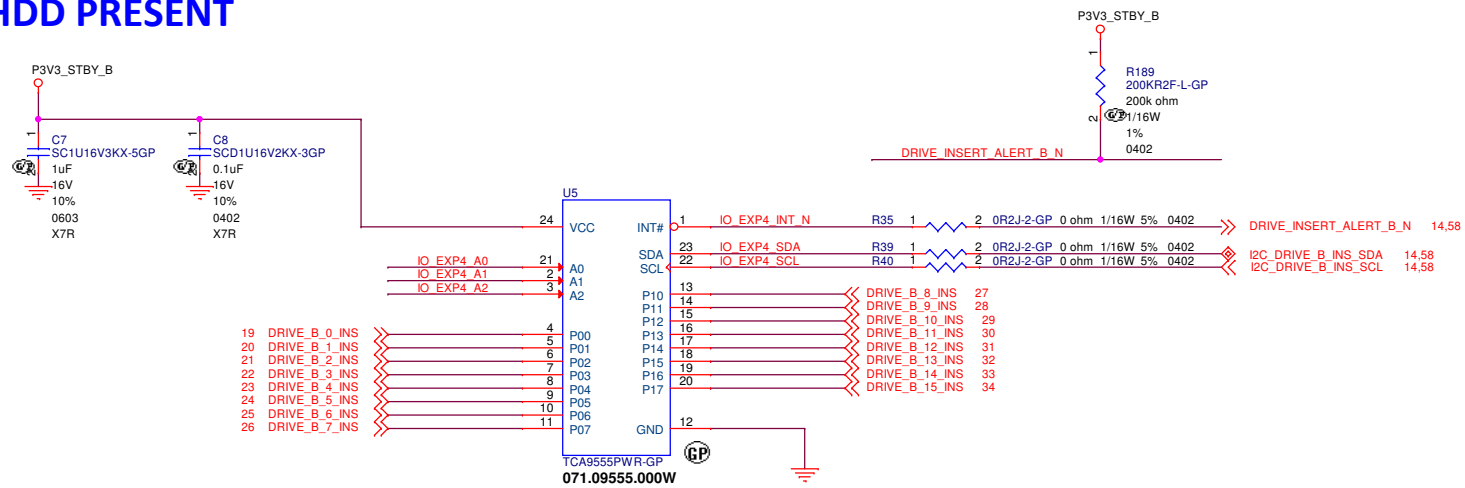 HDD PRESENT
P3V3_STBY_B
P3V3_STBY_B
1
R189
200KR2F-L-GP
200k ohm
2
1/16W
1%
0402
1
C7
SC1U16V3KX-5GP
1uF
16V
10%
0603
X7R
1
C8
SCD1U16V2KX-3GP
0.1uF
16V
10%
0402
X7R
DRIVE_INSERT_ALERT_B_N
U5
24 VCC
INT# 1 IO_EXP4_INT_N R35 1 2 0R2J-2-GP 0 ohm 1/16W 5% 0402 DRIVE_INSERT_ALERT_B_N 14,58
SDA 23 IO_EXP4_SDA R39 1 2 0R2J-2-GP 0 ohm 1/16W 5% 0402 I2C_DRIVE_B_INS_SDA 14,58
SCL 22 IO_EXP4_SCL R40 1 2 0R2J-2-GP 0 ohm 1/16W 5% 0402 I2C_DRIVE_B_INS_SCL 14,58
IO_EXP4_A0 21 A0
IO_EXP4_A1 2 A1
IO_EXP4_A2 3 A2
P10 13 DRIVE_B_8_INS 27
P11 14 DRIVE_B_9_INS 28
P12 15 DRIVE_B_10_INS 29
P13 16 DRIVE_B_11_INS 30
P14 17 DRIVE_B_12_INS 31
P15 18 DRIVE_B_13_INS 32
P16 19 DRIVE_B_14_INS 33
P17 20 DRIVE_B_15_INS 34
19 DRIVE_B_0_INS 4 P00
20 DRIVE_B_1_INS 5 P01
21 DRIVE_B_2_INS 6 P02
22 DRIVE_B_3_INS 7 P03
23 DRIVE_B_4_INS 8 P04
24 DRIVE_B_5_INS 9 P05
25 DRIVE_B_6_INS 10 P06
26 DRIVE_B_7_INS 11 P07
GND 12
GP
TCA9555PWR-GP
071.09555.000W